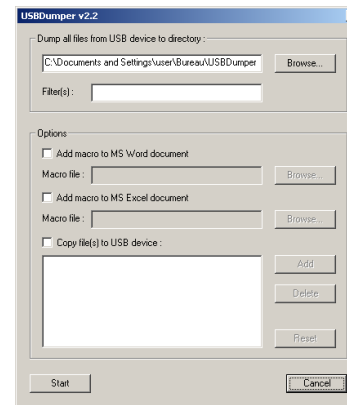 USBDumper v2.2
Dump all files from USB device to directory :
C:\Documents and Settings\user\Bureau\USBDumper
Browse...
Filter(s) :
Options
Add macro to MS Word document
Macro file :
Browse...
Add macro to MS Excel document
Macro file :
Browse...
Copy file(s) to USB device :
Add
Delete
Reset
Start
Cancel